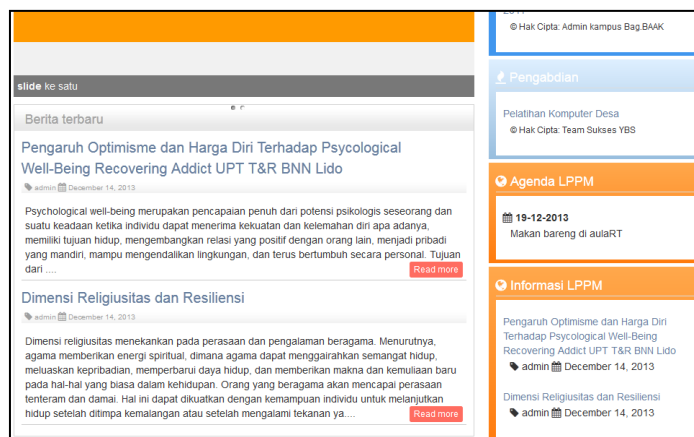 slide ke satu
Berita terbaru
Pengaruh Optimisme dan Harga Diri Terhadap Psycological
Well-Being Recovering Addict UPT T&R BNN Lido
admin December 14, 2013
Psychological well-being merupakan pencapaian penuh dari potensi psikologis seseorang dan
suatu keadaan ketika individu dapat menerima kekuatan dan kelemahan diri apa adanya,
memiliki tujuan hidup, mengembangkan relasi yang positif dengan orang lain, menjadi pribadi
yang mandiri, mampu mengendalikan lingkungan, dan terus bertumbuh secara personal. Tujuan
dari ....
Read more
Dimensi Religiusitas dan Resiliensi
admin December 14, 2013
Dimensi religiusitas menekankan pada perasaan dan pengalaman beragama. Menurutnya,
agama memberikan energi spiritual, dimana agama dapat menggairahkan semangat hidup,
meluaskan kepribadian, memperbarui daya hidup, dan memberikan makna dan kemuliaan baru
pada hal-hal yang biasa dalam kehidupan. Orang yang beragama akan mencapai perasaan
tenteram dan damai. Hal ini dapat dikuatkan dengan kemampuan individu untuk melanjutkan
hidup setelah ditimpa kemalangan atau setelah mengalami tekanan ya....
Read more
© Hak Cipta: Admin kampus Bag.BAAK
Pengabdian
Pelatihan Komputer Desa
© Hak Cipta: Team Sukses YBS
Agenda LPPM
19-12-2013
Makan bareng di aulaRT
Informasi LPPM
Pengaruh Optimisme dan Harga Diri
Terhadap Psycological Well-Being
Recovering Addict UPT T&R BNN Lido
admin December 14, 2013
Dimensi Religiusitas dan Resiliensi
admin December 14, 2013